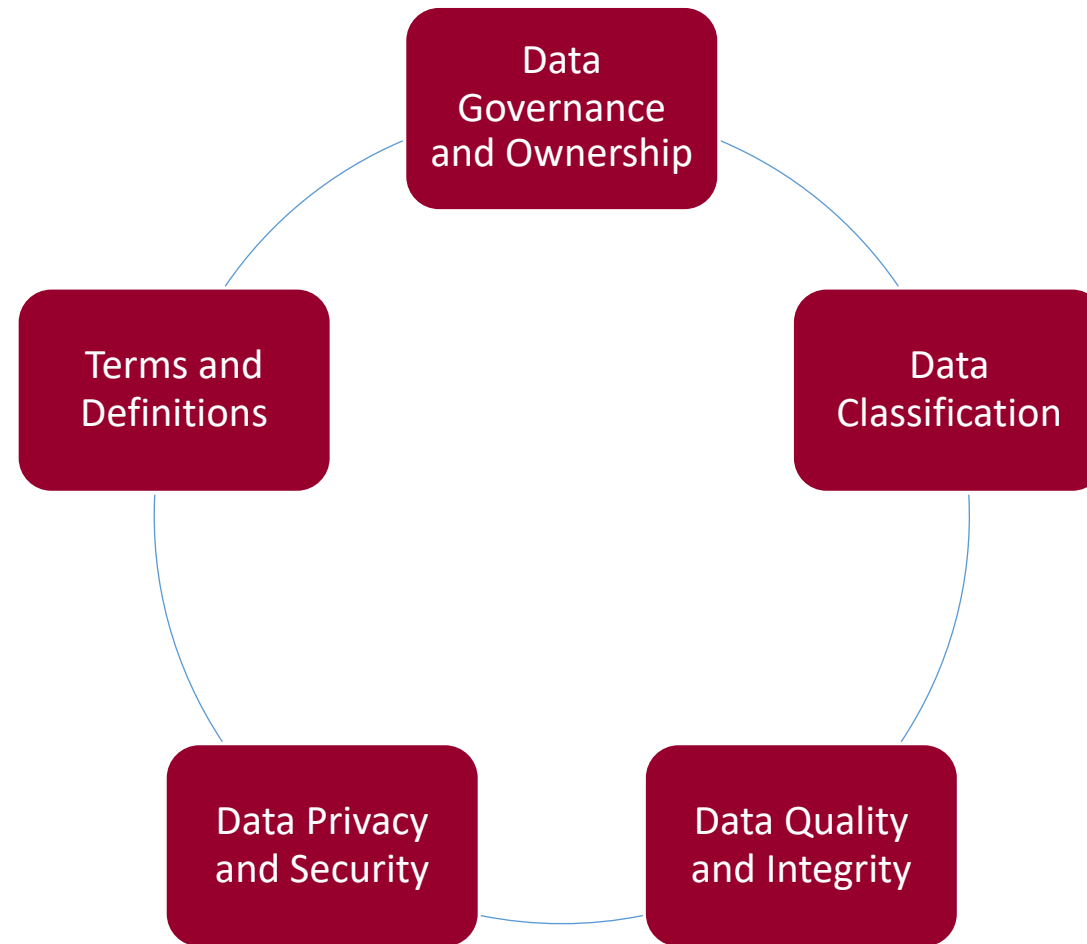 Data
Governance
and Ownership
Terms and
Definitions
Data
Classification
Data Privacy
and Security
Data Quality
and Integrity